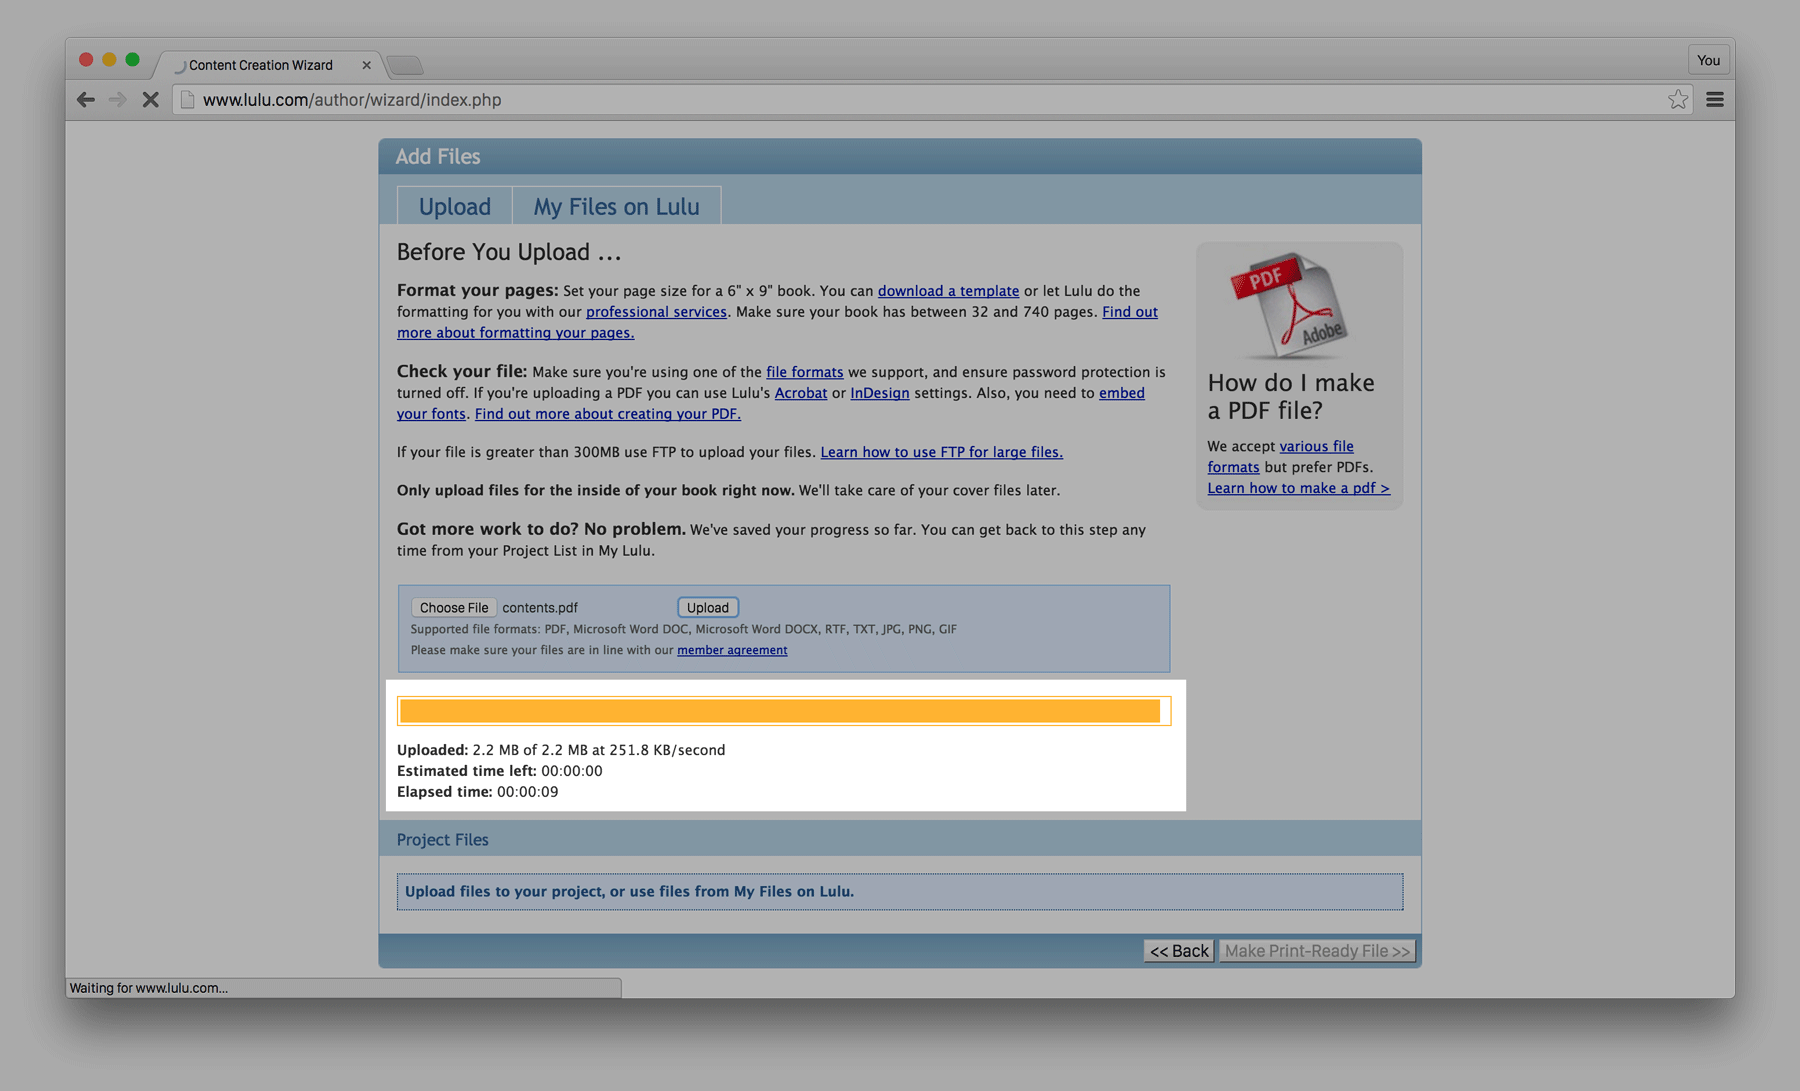 Content Creation Wizard
You
www.lulu.com/author/wizard/index.php
Add Files
Upload
My Files on Lulu
Before You Upload ...
Format your pages: Set your page size for a 6" x 9" book. You can download a template or let Lulu do the
formatting for you with our professional services. Make sure your book has between 32 and 740 pages. Find out
more about formatting your pages.
Check your file: Make sure you're using one of the file formats we support, and ensure password protection is
turned off. If you're uploading a PDF you can use Lulu's Acrobat or InDesign settings. Also, you need to embed
your fonts. Find out more about creating your PDF.
If your file is greater than 300MB use FTP to upload your files. Learn how to use FTP for large files.
Only upload files for the inside of your book right now. We'll take care of your cover files later.
Got more work to do? No problem. We've saved your progress so far. You can get back to this step any
time from your Project List in My Lulu.
PDF
Adobe
How do I make
a PDF file?
We accept various file
formats but prefer PDFs.
Learn how to make a pdf >
Choose File contents.pdf Upload
Supported file formats: PDF, Microsoft Word DOC, Microsoft Word DOCX, RTF, TXT, JPG, PNG, GIF
Please make sure your files are in line with our member agreement
Uploaded: 2.2 MB of 2.2 MB at 251.8 KB/second
Estimated time left: 00:00:00
Elapsed time: 00:00:09
Project Files
Upload files to your project, or use files from My Files on Lulu.
<< Back
Make Print-Ready File >>
Waiting for www.lulu.com...